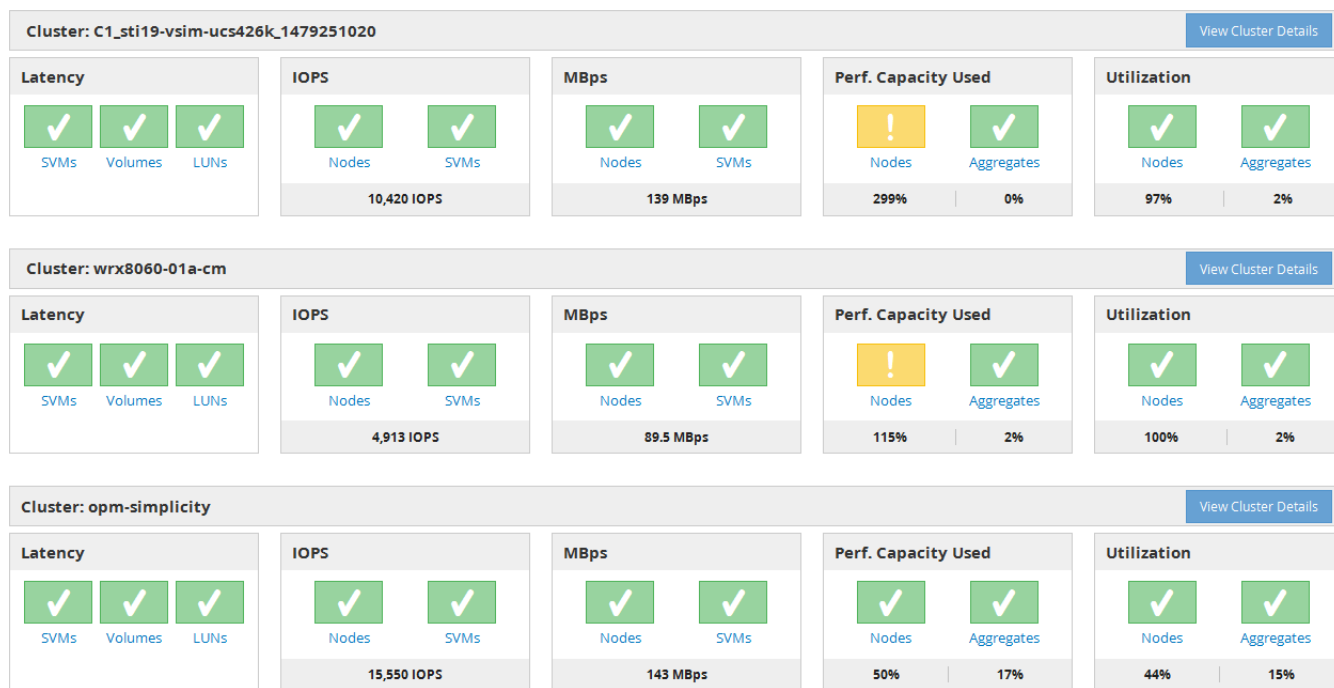 Cluster: C1_sti19-vsim-ucs426k_1479251020 View Cluster Details
Latency IOPS MBps Perf. Capacity Used Utilization
SVMs Volumes LUNs Nodes SVMs Nodes SVMs Nodes Aggregates Nodes Aggregates
10,420 IOPS 139 MBps 299% 0% 97% 2%
Cluster: wrx8060-01a-cm View Cluster Details
Latency IOPS MBps Perf. Capacity Used Utilization
SVMs Volumes LUNs Nodes SVMs Nodes SVMs Nodes Aggregates Nodes Aggregates
4,913 IOPS 89.5 MBps 115% 2% 100% 2%
Cluster: opm-simplicity View Cluster Details
Latency IOPS MBps Perf. Capacity Used Utilization
SVMs Volumes LUNs Nodes SVMs Nodes SVMs Nodes Aggregates Nodes Aggregates
15,550 IOPS 143 MBps 50% 17% 44% 15%